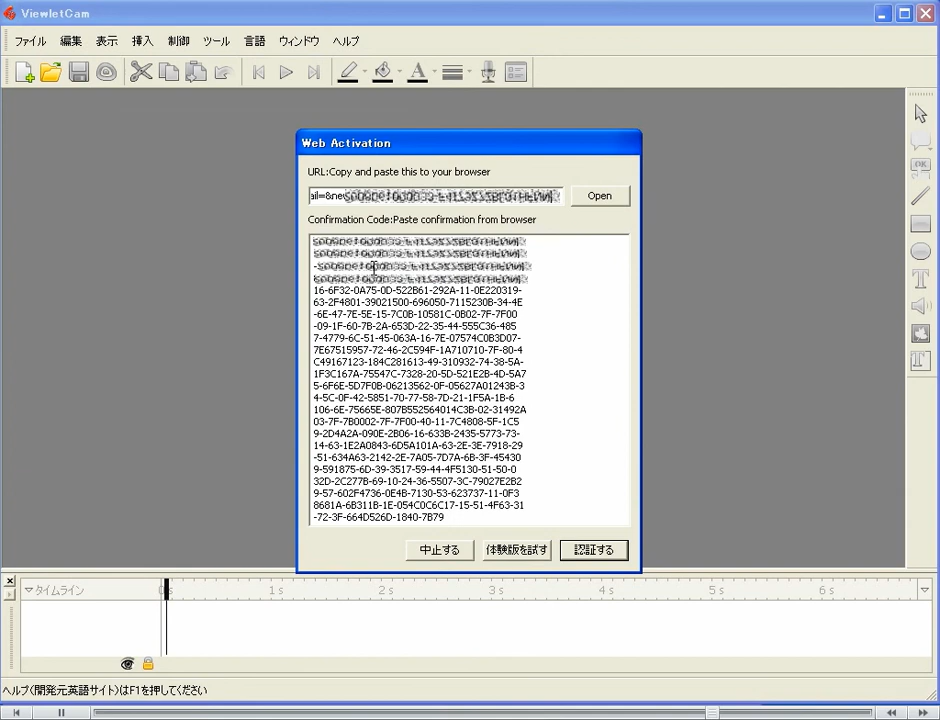 ViewletCam
ファイル 編集 表示 挿入 制御 ツール 言語 ウィンドウ ヘルプ
Web Activation
URL:Copy and paste this to your browser
ail=&ne
Open
Confirmation Code:Paste confirmation from browser
16-6F32-0A75-0D-522B61-292A-11-0E220319-
63-2F4801-39021500-696050-7115230B-34-4E
-6E-47-7E-5E-15-7C0B-10581C-0B02-7F-7F00
-09-1F-60-7B-2A-653D-22-35-44-555C36-485
7-4779-6C-51-45-063A-16-7E-07574C0B3D07-
7E67515957-72-46-2C594F-1A710710-7F-80-4
C49167123-184C281613-49-310932-74-38-5A-
1F3C167A-75547C-7328-20-5D-521E2B-4D-5A7
5-6F6E-5D7F0B-06213562-0F-05627A01243B-3
4-5C-0F-42-5851-70-77-58-7D-21-1F5A-1B-6
106-6E-75665E-807B552564014C3B-02-31492A
03-7F-7B0002-7F-7F00-40-11-7C4808-5F-1C5
9-2D4A2A-090E-2B06-16-633B-2435-5773-73-
14-63-1E2A0843-6D5A101A-63-2E-3E-7918-29
-51-634A63-2142-2E-7A05-7D7A-6B-3F-45430
9-591875-6D-39-3517-59-44-4F5130-51-50-0
32D-2C277B-69-10-24-36-5507-3C-79027E2B2
9-57-602F4736-0E4B-7130-53-623737-11-0F3
8681A-6B311B-1E-054C0C6C17-15-51-4F63-31
-72-3F-664D526D-1840-7B79
中止する 体験版を試す 認証する
タイムライン 1s 2s 3s 4s 5s 6s
ヘルプ(開発元英語サイト)はF1を押してください